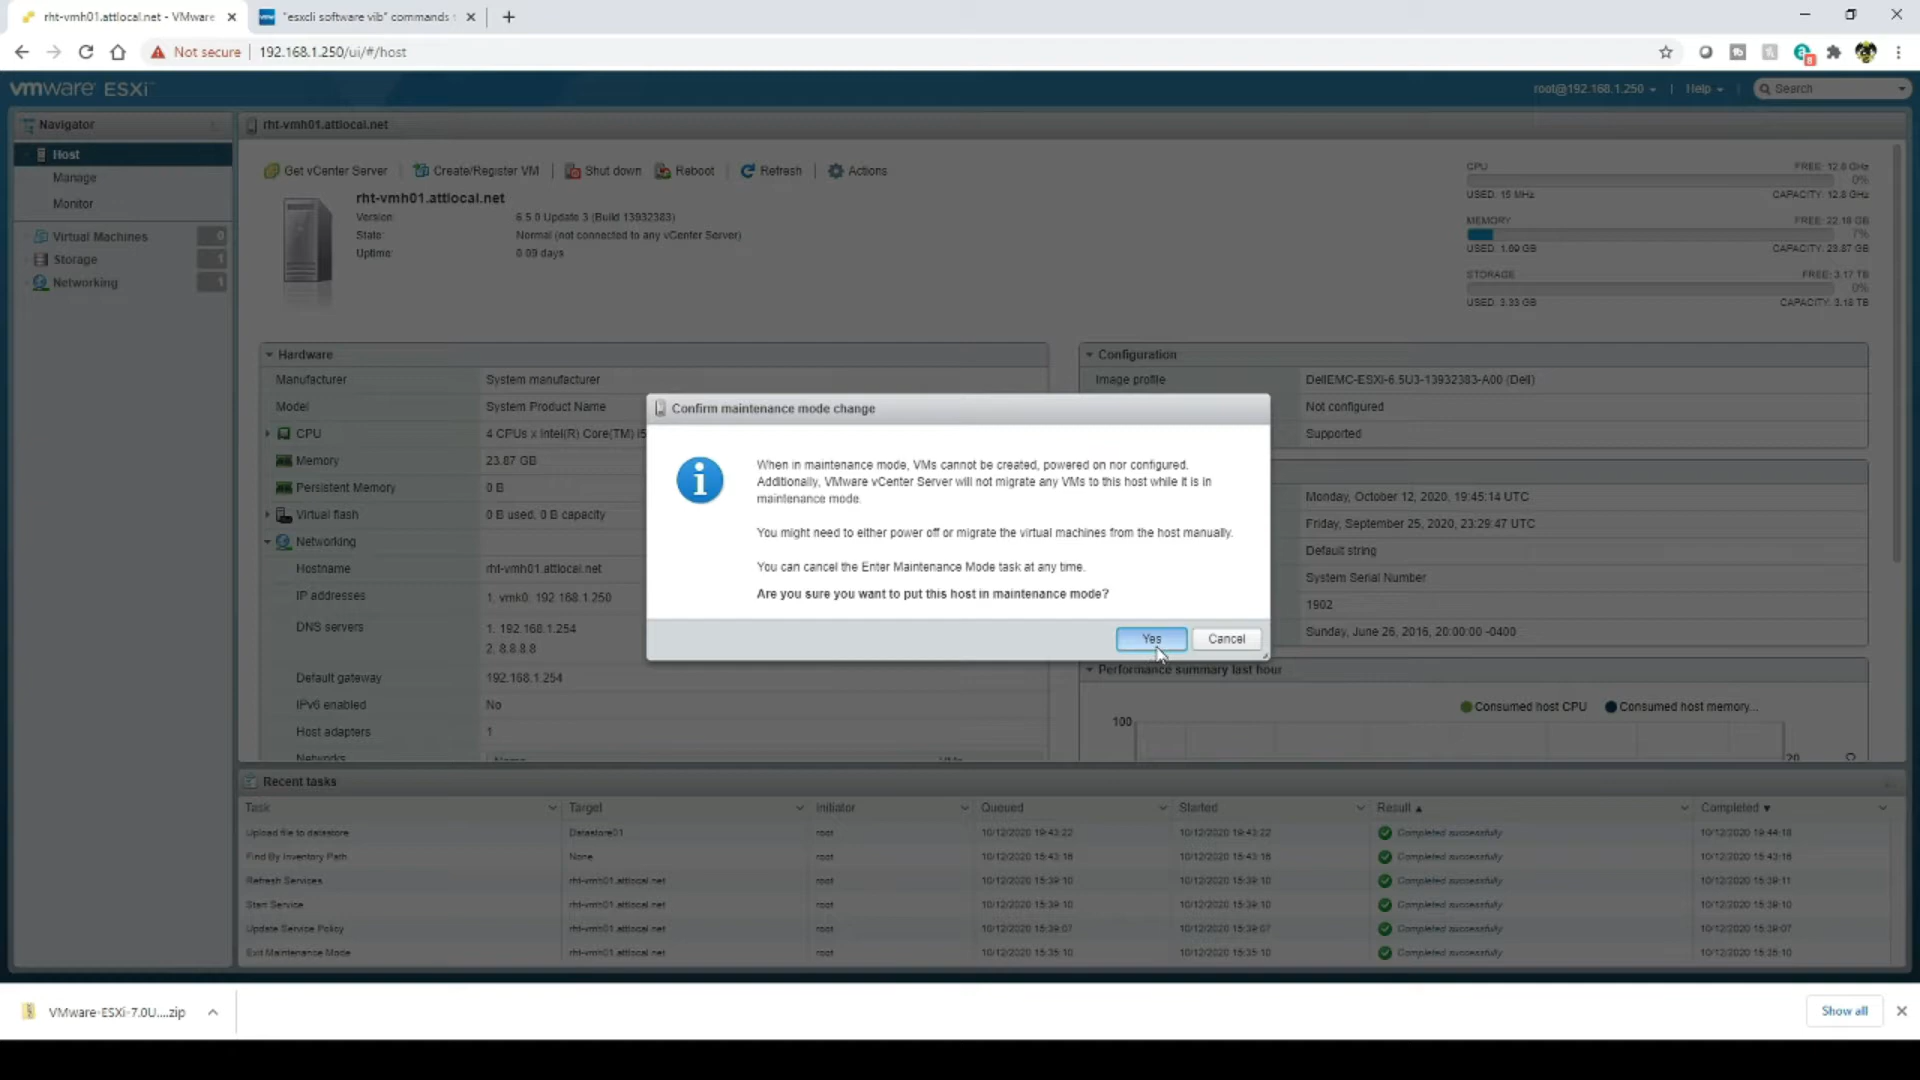 rht-vmh01.attlocal.net - VMware
"esxcli software vib" commands
Not secure
192.168.1.250/ui/#/host
vmware ESXi
root@192.168.1.250
Help
Search
Navigator
rht-vmh01.attlocal.net
Host
Manage
Monitor
Virtual Machines 0
Storage 1
Networking 1
Get vCenter Server
Create/Register VM
Shut down
Reboot
Refresh
Actions
rht-vmh01.attlocal.net
Version: 6.5.0 Update 3 (Build 13932383)
State: Normal (not connected to any vCenter Server)
Uptime: 0.09 days
CPU FREE: 12.8 GHz
0%
USED: 15 MHz CAPACITY: 12.8 GHz
MEMORY FREE: 22.18 GB
7%
USED: 1.69 GB CAPACITY: 23.87 GB
STORAGE FREE: 3.17 TB
0%
USED: 3.33 GB CAPACITY: 3.18 TB
Hardware
Manufacturer System manufacturer
Model System Product Name
CPU 4 CPUs x Intel(R) Core(TM) i5
Memory 23.87 GB
Persistent Memory 0 B
Virtual flash 0 B used, 0 B capacity
Networking
Hostname rht-vmh01.attlocal.net
IP addresses 1. vmk0: 192.168.1.250
DNS servers 1. 192.168.1.254
2. 8.8.8.8
Default gateway 192.168.1.254
IPv6 enabled No
Host adapters 1
Networks Name VMs
Configuration
Image profile DellEMC-ESXi-6.5U3-13932383-A00 (Dell)
Not configured
Supported
Monday, October 12, 2020, 19:45:14 UTC
Friday, September 25, 2020, 23:29:47 UTC
Default string
System Serial Number
1902
Sunday, June 26, 2016, 20:00:00 -0400
Performance summary last hour
Consumed host CPU
Consumed host memory...
100
20
Confirm maintenance mode change
When in maintenance mode, VMs cannot be created, powered on nor configured.
Additionally, VMware vCenter Server will not migrate any VMs to this host while it is in
maintenance mode.
You might need to either power off or migrate the virtual machines from the host manually.
You can cancel the Enter Maintenance Mode task at any time.
Are you sure you want to put this host in maintenance mode?
Yes
Cancel
Recent tasks
Task Target Initiator Queued Started Result Completed
Upload file to datastore Datastore01 root 10/12/2020 19:43:22 10/12/2020 19:43:22 Completed successfully 10/12/2020 19:44:18
Find By Inventory Path None root 10/12/2020 15:43:16 10/12/2020 15:43:16 Completed successfully 10/12/2020 15:43:16
Refresh Services rht-vmh01.attlocal.net root 10/12/2020 15:39:10 10/12/2020 15:39:10 Completed successfully 10/12/2020 15:39:11
Start Service rht-vmh01.attlocal.net root 10/12/2020 15:39:10 10/12/2020 15:39:10 Completed successfully 10/12/2020 15:39:10
Update Service Policy rht-vmh01.attlocal.net root 10/12/2020 15:39:07 10/12/2020 15:39:07 Completed successfully 10/12/2020 15:39:07
Exit Maintenance Mode rht-vmh01.attlocal.net root 10/12/2020 15:35:10 10/12/2020 15:35:10 Completed successfully 10/12/2020 15:35:10
VMware-ESXi-7.0U....zip
Show all